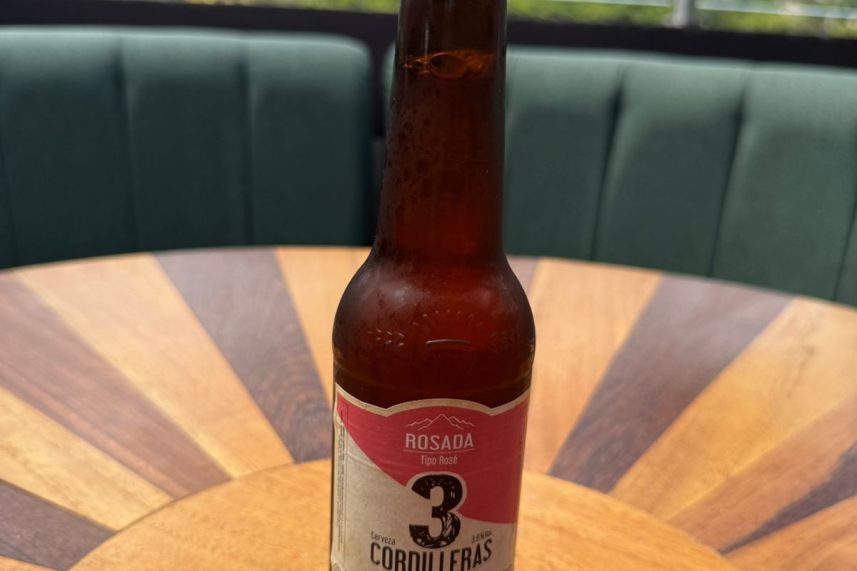 ROSADA
Tipo Rosé
3
Cerveza
CORDILLERAS